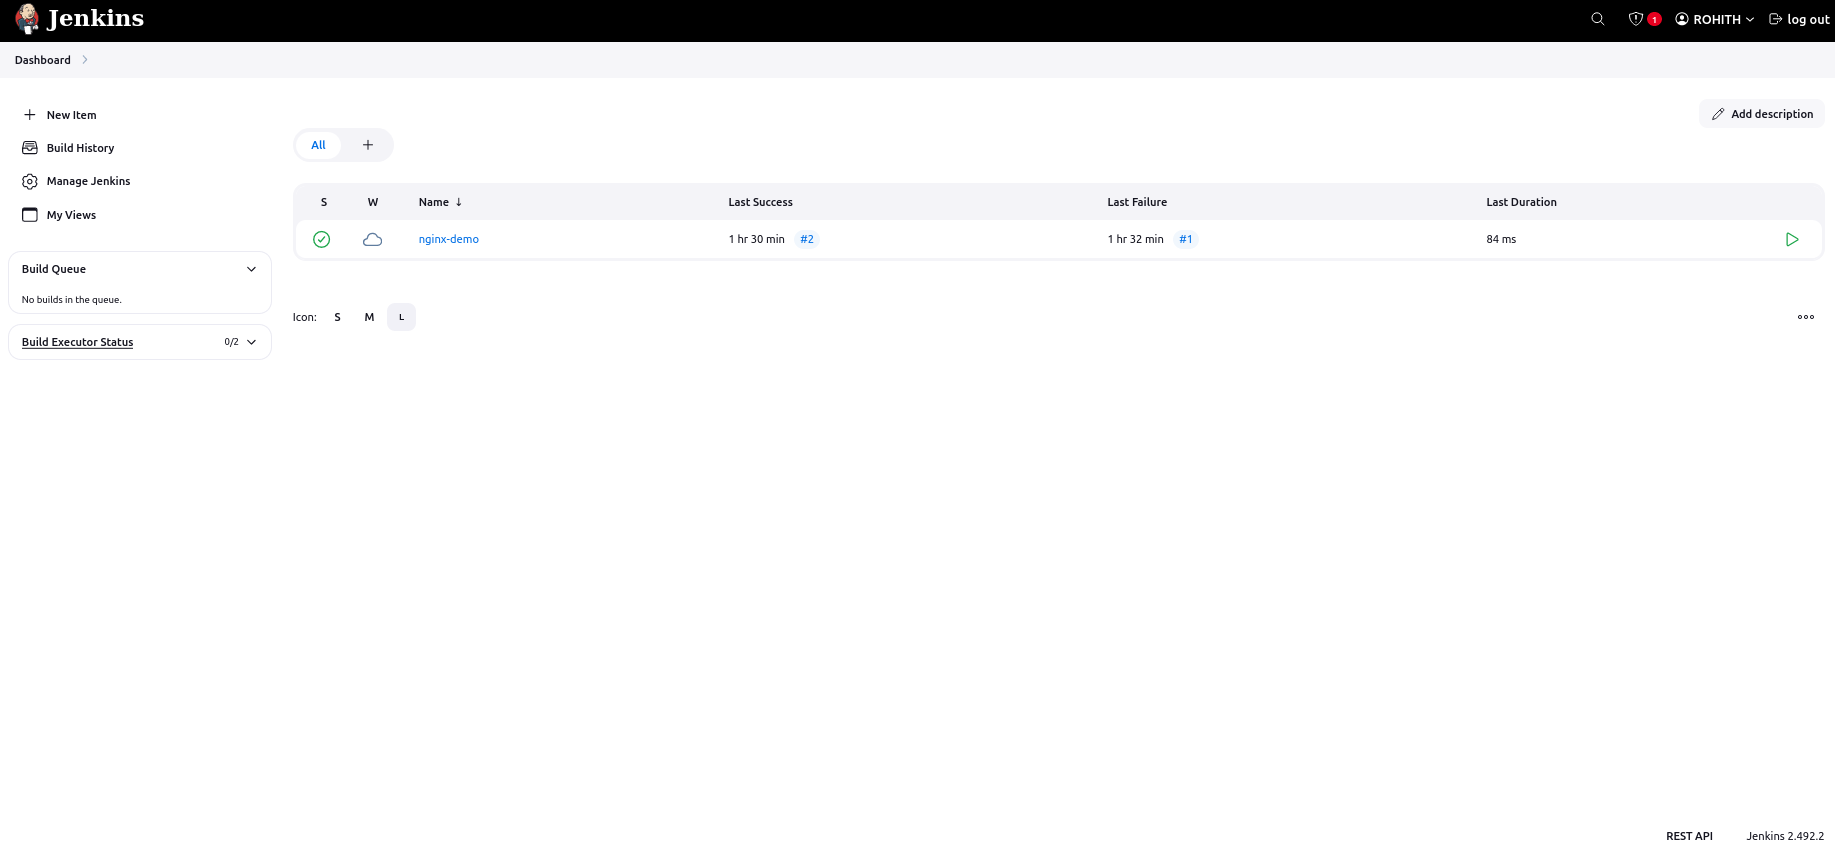 Jenkins
1 ROHITH log out
Dashboard
New Item
Build History
Manage Jenkins
My Views
Build Queue
No builds in the queue.
Build Executor Status 0/2
Add description
All +
S W Name ↓ Last Success Last Failure Last Duration
nginx-demo 1 hr 30 min #2 1 hr 32 min #1 84 ms
Icon: S M L
REST API Jenkins 2.492.2